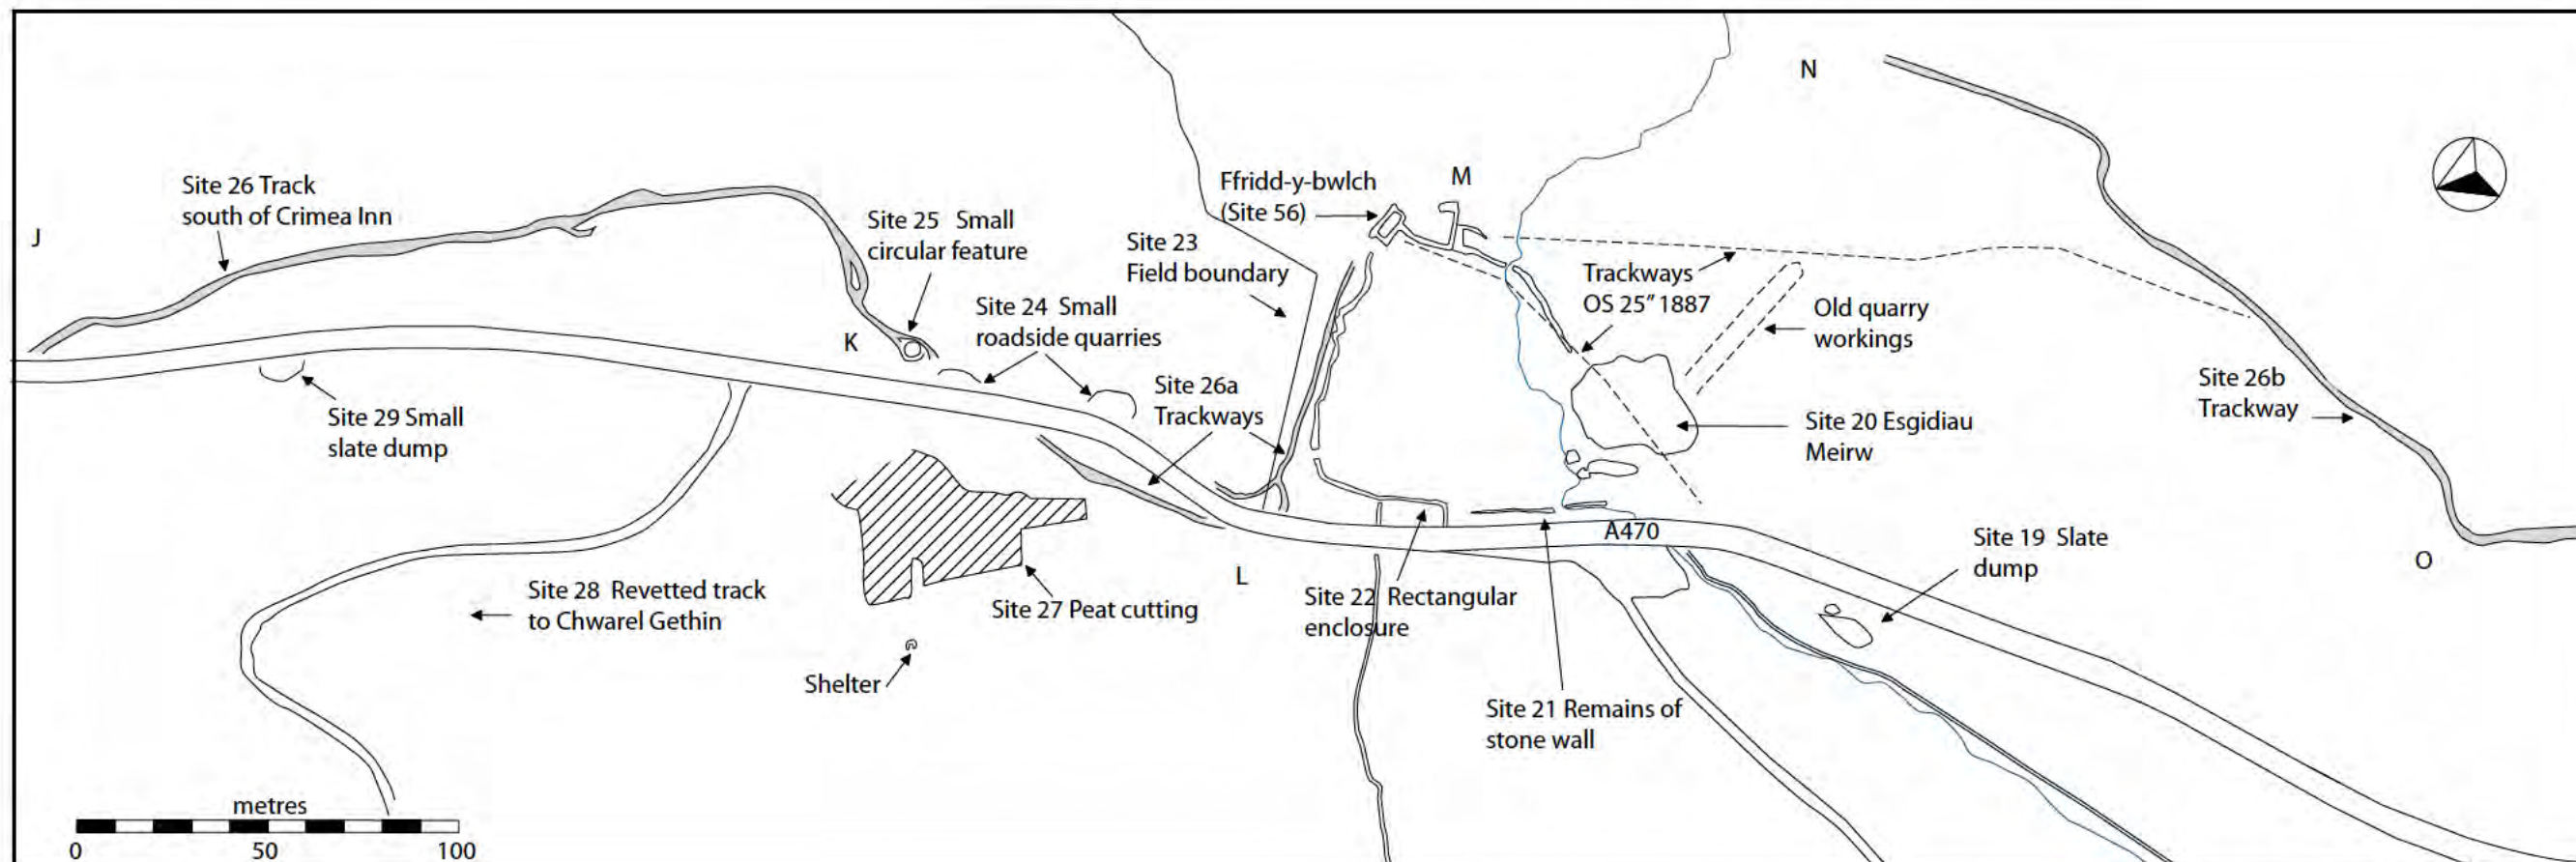 N
Site 26 Track
south of Crimea Inn
J
Site 25 Small
circular feature
Ffridd-y-bwlch
(Site 56)
M
Site 23
Field boundary
Site 24 Small
roadside quarries
K
Trackways
OS 25" 1887
Old quarry
workings
Site 26a
Trackways
Site 26b
Trackway
Site 29 Small
slate dump
Site 20 Esgidiau
Meirw
A470
Site 19 Slate
dump
O
L
Site 28 Revetted track
to Chwarel Gethin
Site 27 Peat cutting
Site 22 Rectangular
enclosure
Shelter
Site 21 Remains of
stone wall
metres
0 50 100